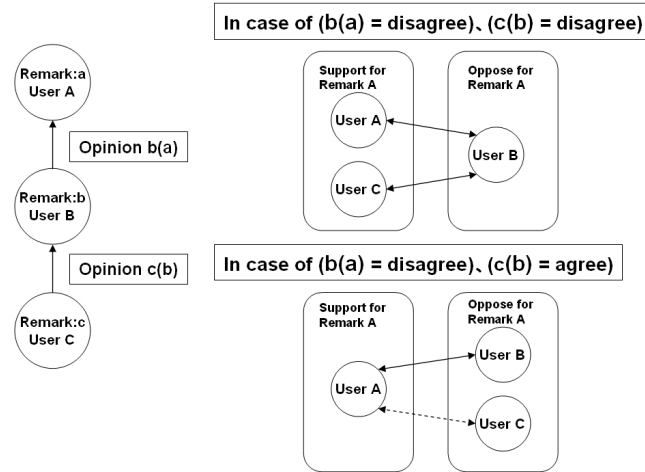 Remark:a
User A
Opinion b(a)
Remark:b
User B
Opinion c(b)
Remark:c
User C
In case of (b(a) = disagree)、(c(b) = disagree)
Support for
Remark A
User A
User C
Oppose for
Remark A
User B
In case of (b(a) = disagree)、(c(b) = agree)
Support for
Remark A
User A
Oppose for
Remark A
User B
User C